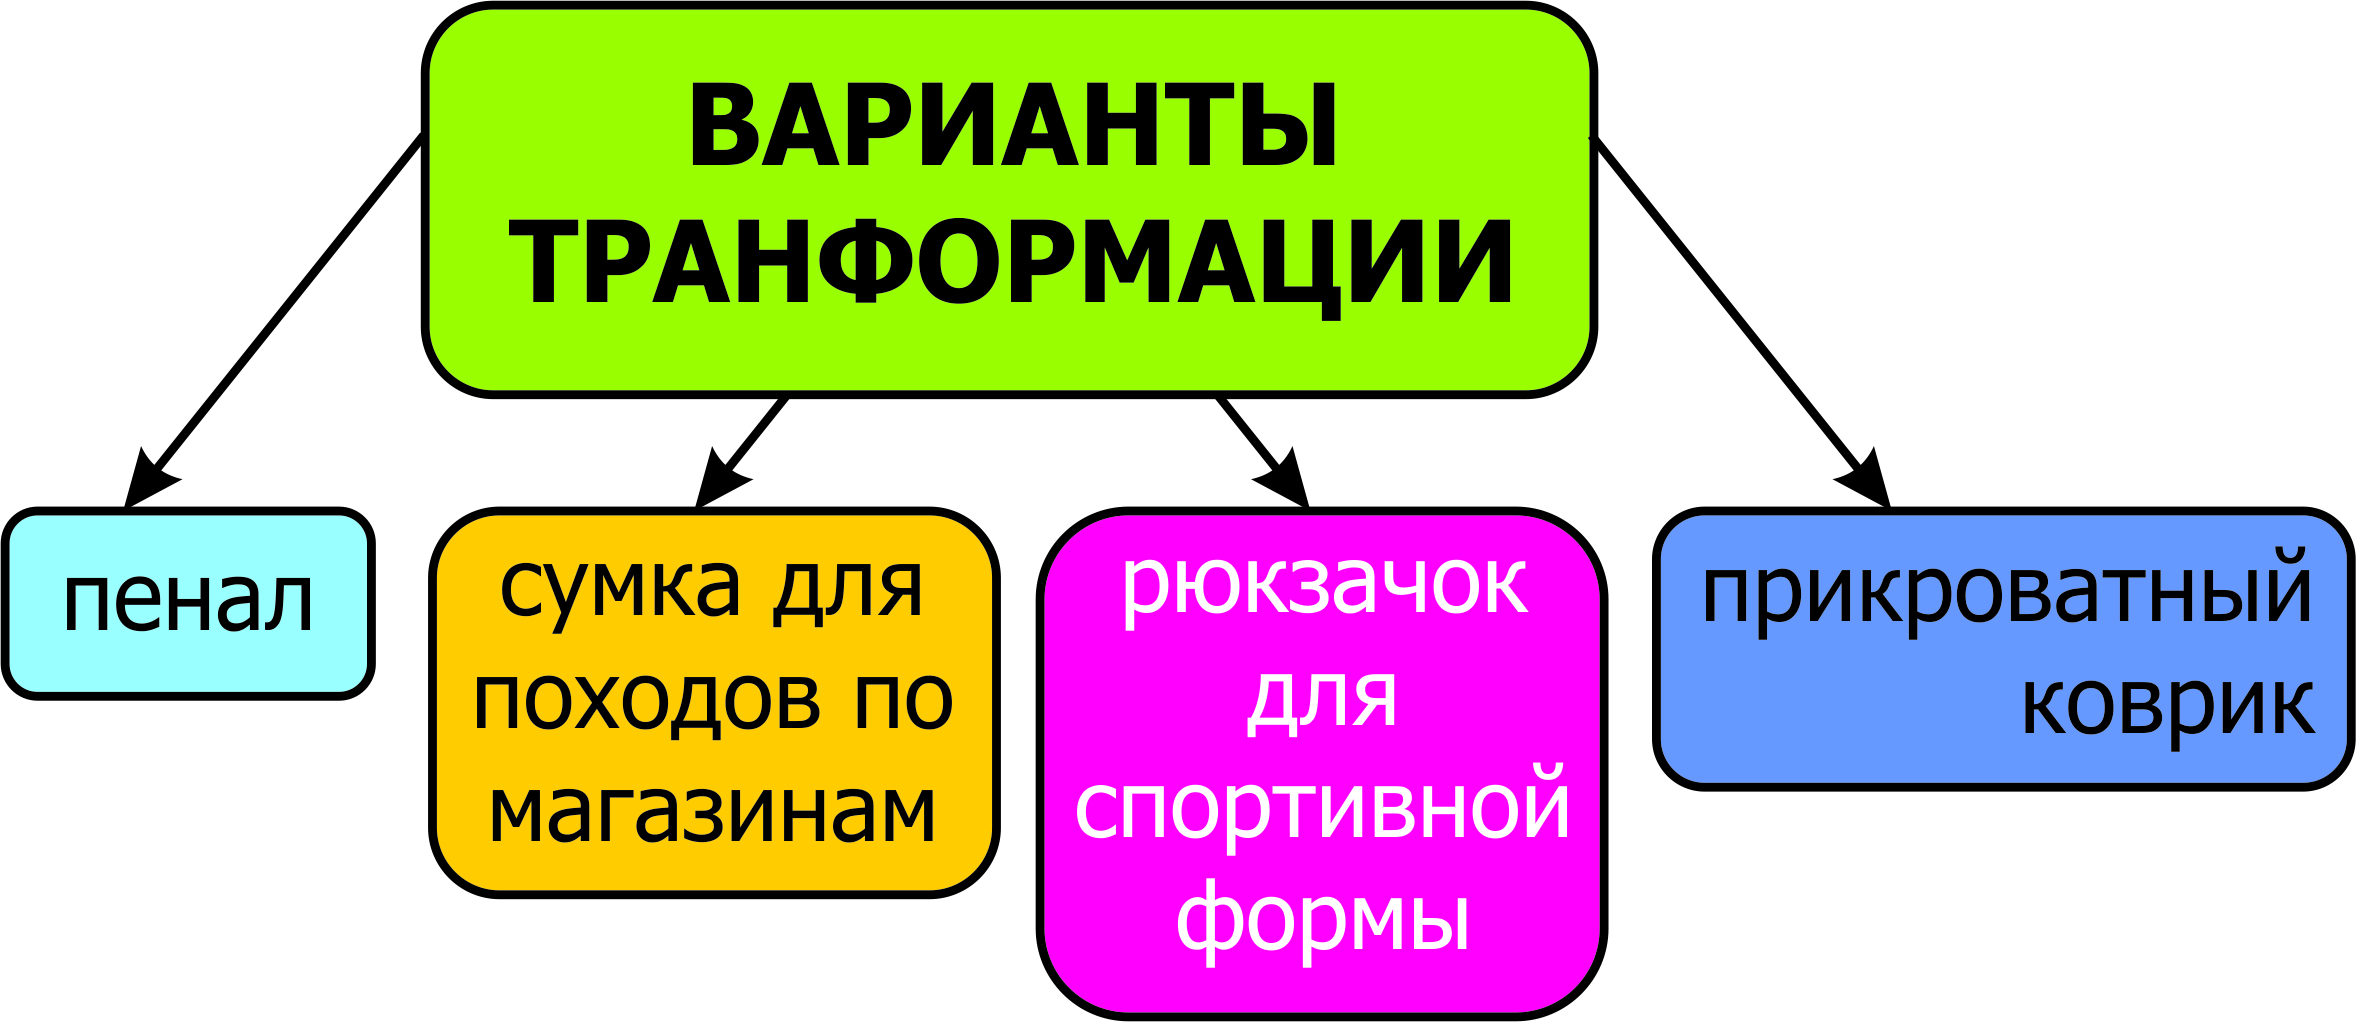 ВАРИАНТЫ
ТРАНФОРМАЦИИ
пенал
сумка для
походов по
магазинам
рюкзачок
для
спортивной
формы
прикроватный
коврик